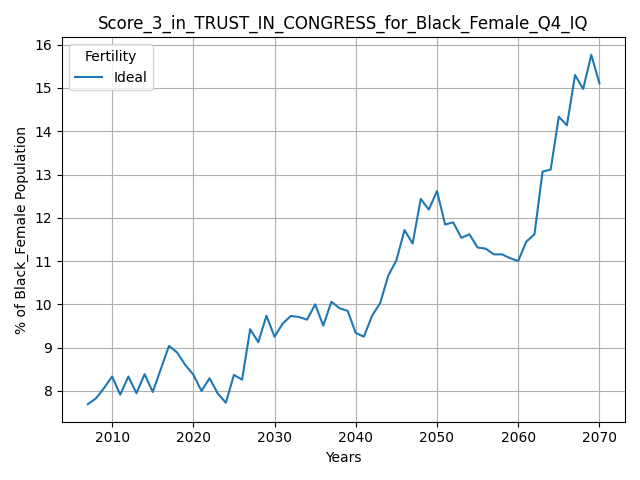 Score_3_in_TRUST_IN_CONGRESS_for_Black_Female_Q4_IQ
Fertility
Ideal
% of Black_Female Population
16
15
14
13
12
11
10
9
8
2010 2020 2030 2040 2050 2060 2070
Years